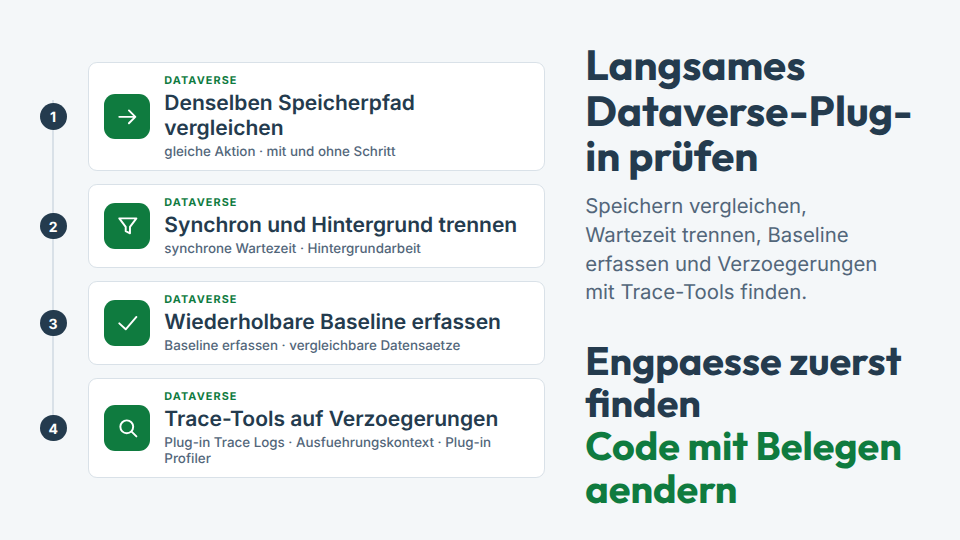 1
DATAVERSE
Denselben Speicherpfad
vergleichen
gleiche Aktion · mit und ohne Schritt
2
DATAVERSE
Synchron und Hintergrund trennen
synchrone Wartezeit · Hintergrundarbeit
3
DATAVERSE
Wiederholbare Baseline erfassen
Baseline erfassen · vergleichbare Datensaetze
4
DATAVERSE
Trace-Tools auf Verzoegerungen
Plug-in Trace Logs · Ausfuehrungskontext · Plug-in
Profiler
Langsames
Dataverse-Plug-
in prüfen
Speichern vergleichen,
Wartezeit trennen, Baseline
erfassen und Verzoegerungen
mit Trace-Tools finden.
Engpaesse zuerst
finden
Code mit Belegen
aendern